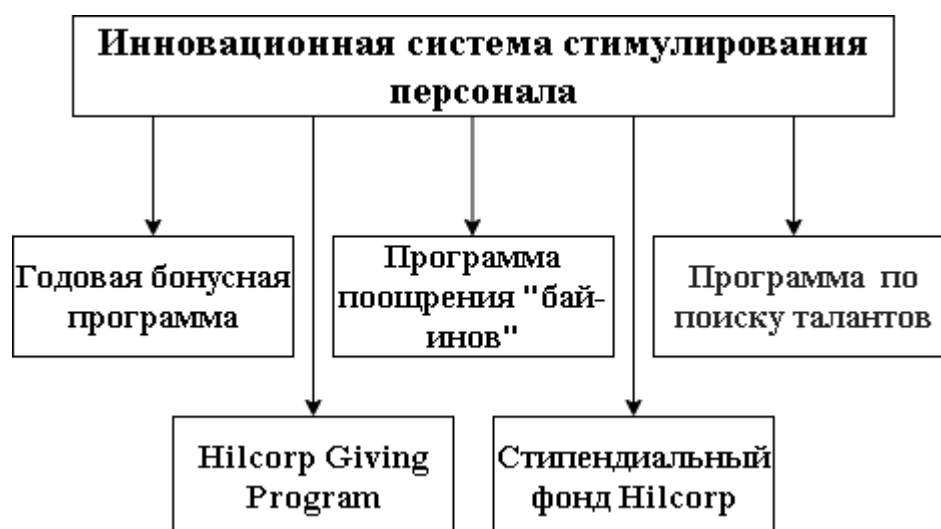 Инновационная система стимулирования
персонала
Годовая бонусная
программа
Программа
поощрения "бай-
инов"
Программа по
поиску талантов
Hilcorp Giving
Program
Стипендиальный
фонд Hilcorp